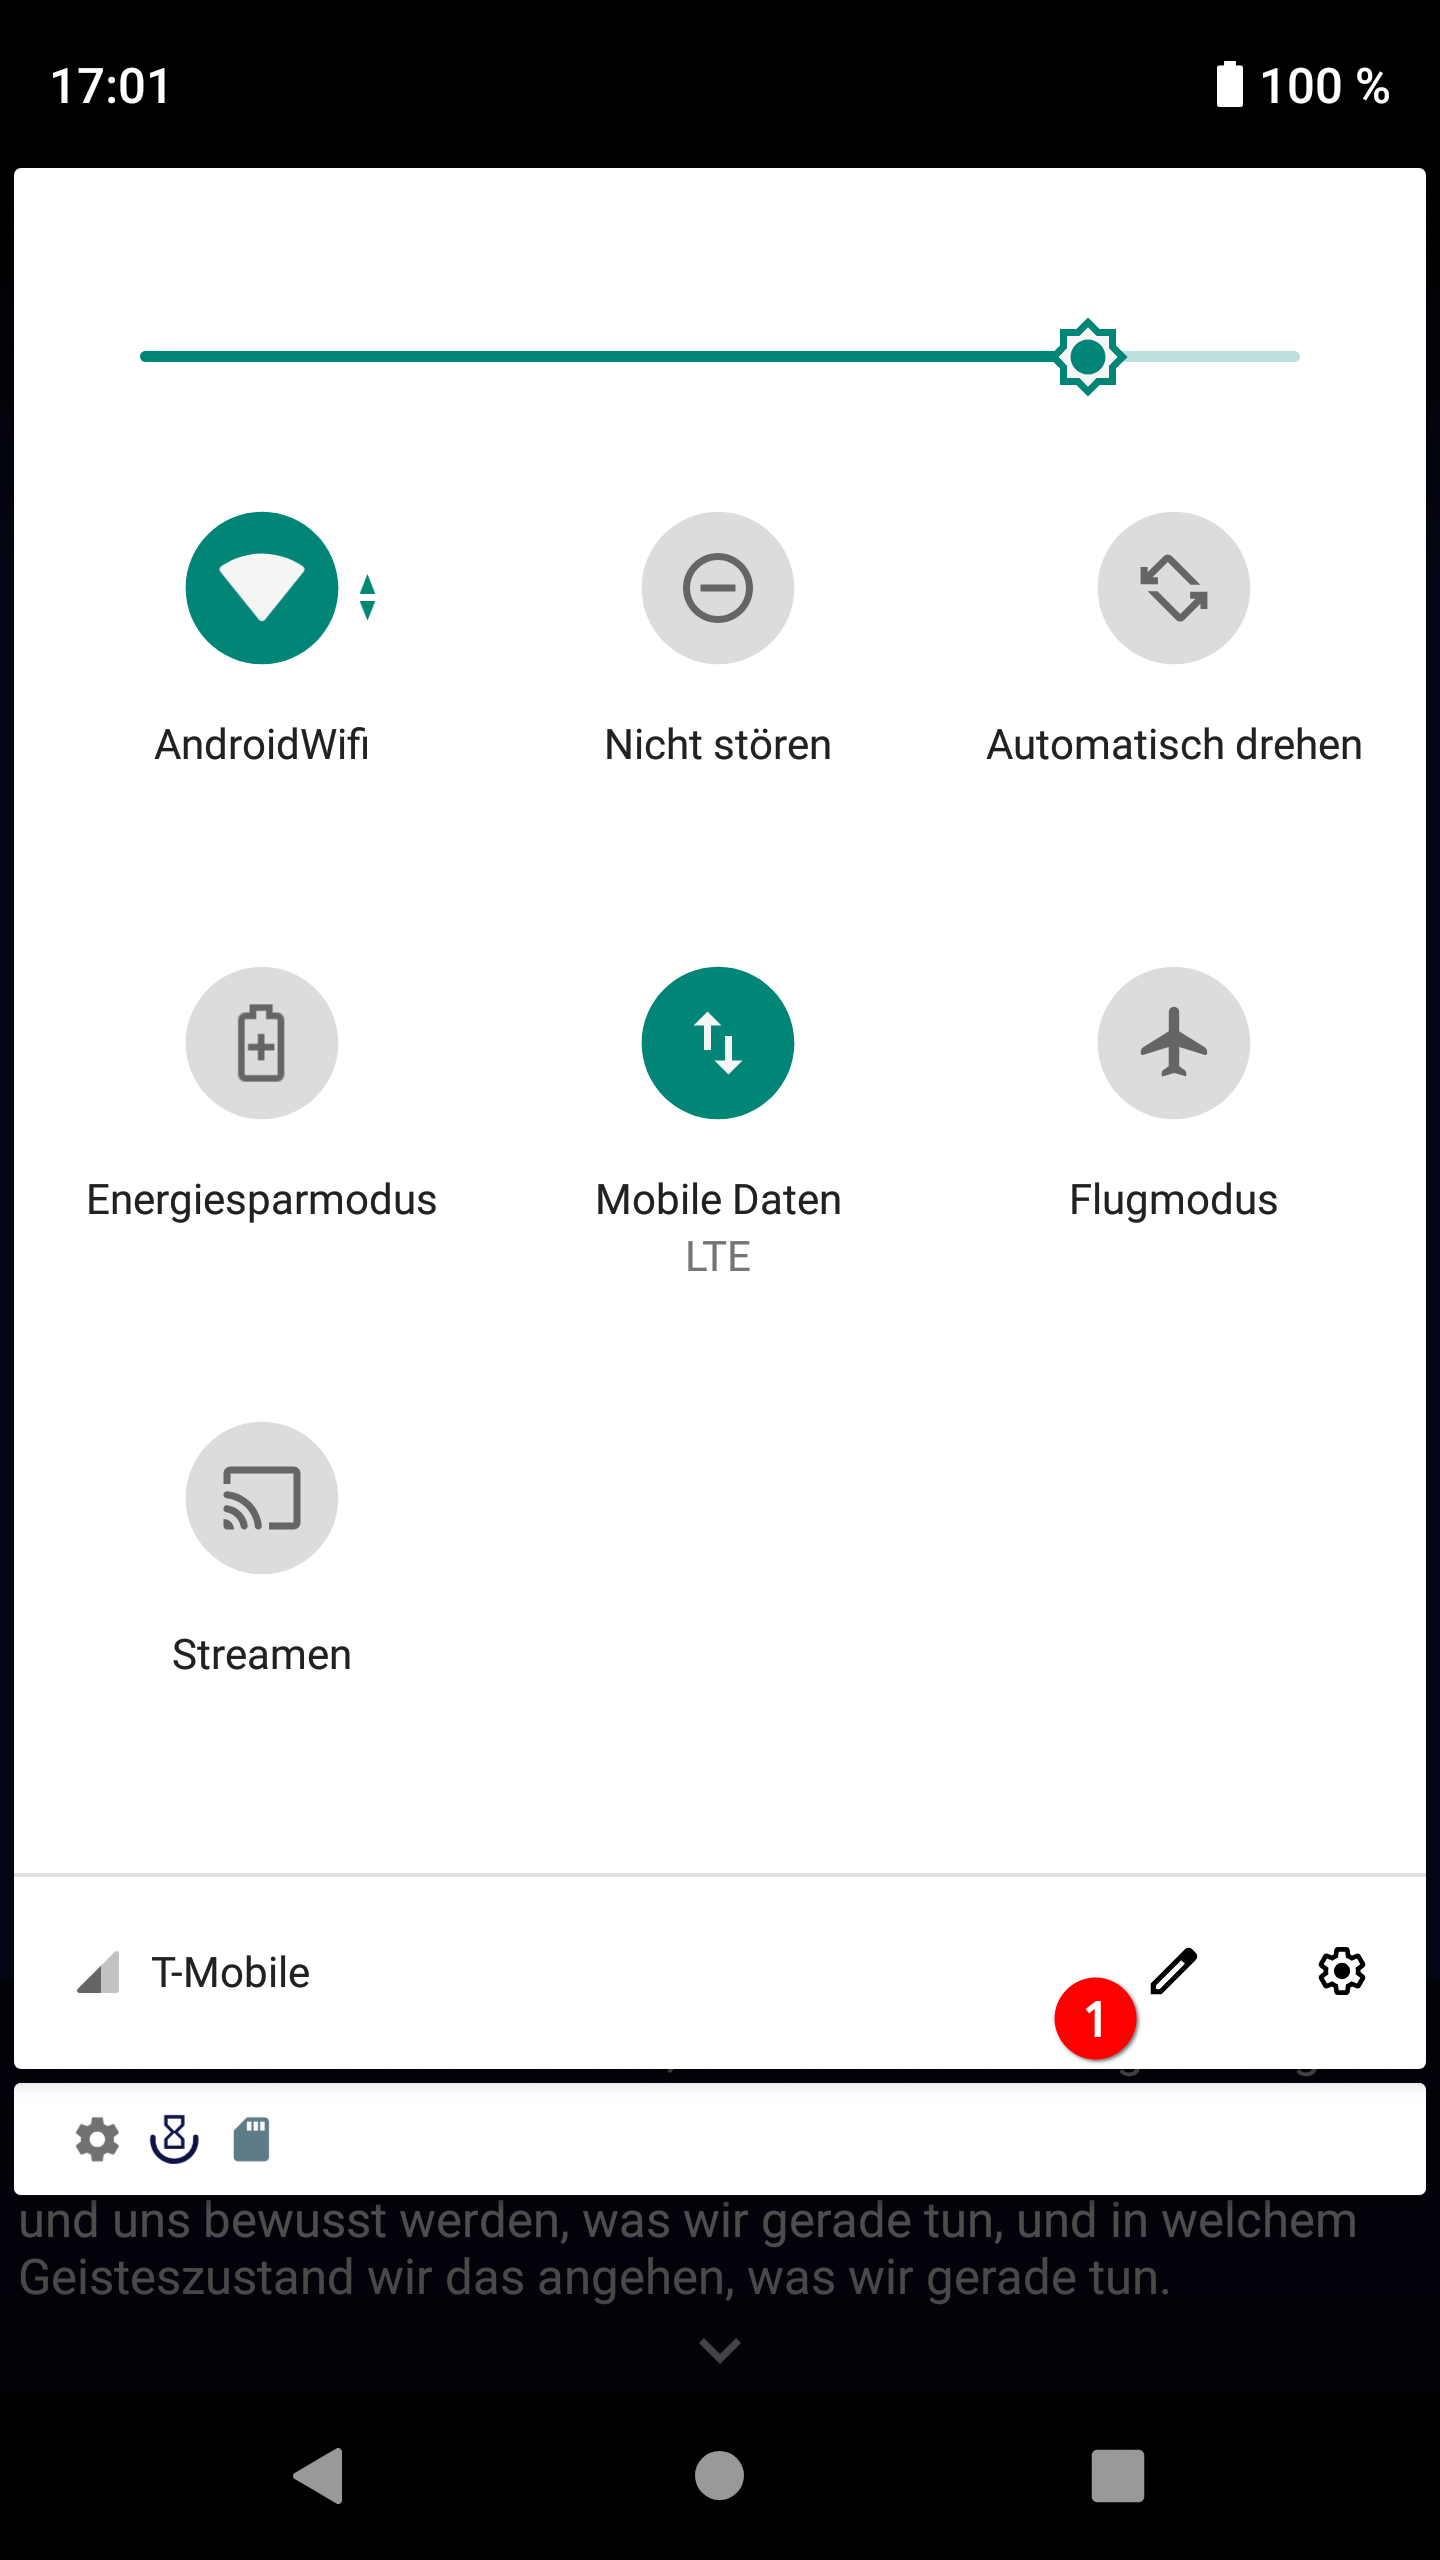 17:01
100 %
AndroidWifi
Nicht stören
Automatisch drehen
Energiesparmodus
Mobile Daten
LTE
Flugmodus
Streamen
T-Mobile
1
und uns bewusst werden, was wir gerade tun, und in welchem
Geisteszustand wir das angehen, was wir gerade tun.